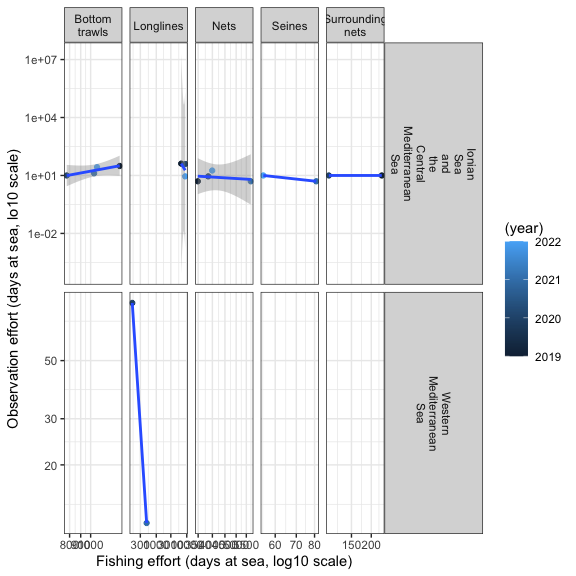 Bottom
trawls
Longlines
Nets
Seines
Surrounding
nets
1e+07
1e+04
1e+01
1e-02
Ionian
Sea
and
the
Central
Mediterranean
Sea
50
30
20
Western
Mediterranean
Sea
60 70 80
150 200
Observation effort (days at sea, lo10 scale)
Fishing effort (days at sea, log10 scale)
(year)
2022
2021
2020
2019